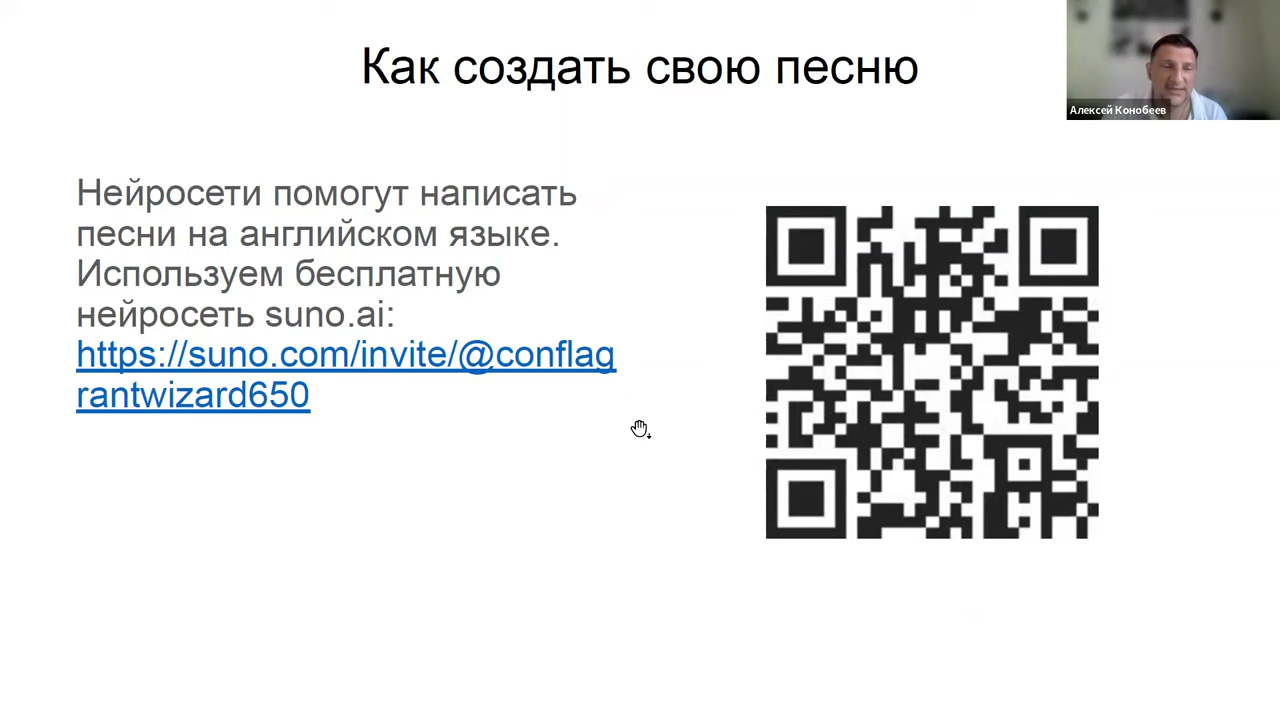 Как создать свою песню
Алексей Конобеев
Нейросети помогут написать
песни на английском языке.
Используем бесплатную
нейросеть suno.ai:
https://suno.com/invite/@conflag
rantwizard650